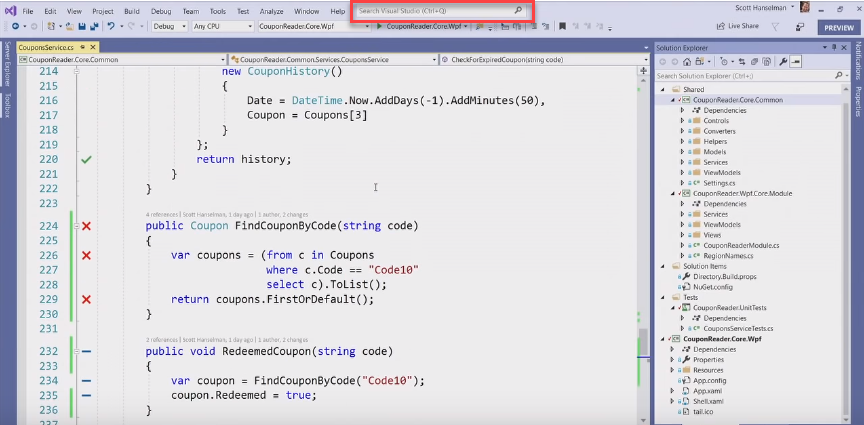 File Edit View Project Build Debug Team Tools Test Analyze Window Help Search Visual Studio (Ctrl+Q) Scott Hanselman
Debug Any CPU CouponReader.Core.Wpf CouponReader.Core.Wpf Live Share PREVIEW
Server Explorer
Toolbox
CouponsService.cs
CouponReader.Core.Common CouponReader.Common.Services.CouponsService CheckForExpiredCoupon(string code)
214 new CouponHistory()
215 {
216 Date = DateTime.Now.AddDays(-1).AddMinutes(50),
217 Coupon = Coupons[3]
218 }
219 };
220 return history;
221 }
222 }
223
4 references | Scott Hanselman, 1 day ago | 1 author, 2 changes
224 public Coupon FindCouponByCode(string code)
225 {
226 var coupons = (from c in Coupons
227 where c.Code == "Code10"
228 select c).ToList();
229 return coupons.FirstOrDefault();
230 }
231
2 references | Scott Hanselman, 1 day ago | 1 author, 2 changes
232 public void RedeemedCoupon(string code)
233 {
234 var coupon = FindCouponByCode("Code10");
235 coupon.Redeemed = true;
236 }
237
Solution Explorer
Search Solution Explorer (Ctrl+;)
Shared
CouponReader.Core.Common
Dependencies
Controls
Converters
Helpers
Models
Services
ViewModels
Settings.cs
CouponReader.Wpf.Core.Module
Dependencies
Services
ViewModels
Views
CouponReaderModule.cs
RegionNames.cs
Solution Items
Directory.Build.props
NuGet.config
Tests
CouponReader.UnitTests
Dependencies
CouponsServiceTests.cs
CouponReader.Core.Wpf
Dependencies
Properties
Resources
App.config
App.xaml
Shell.xaml
tail.ico
Notifications
Properties